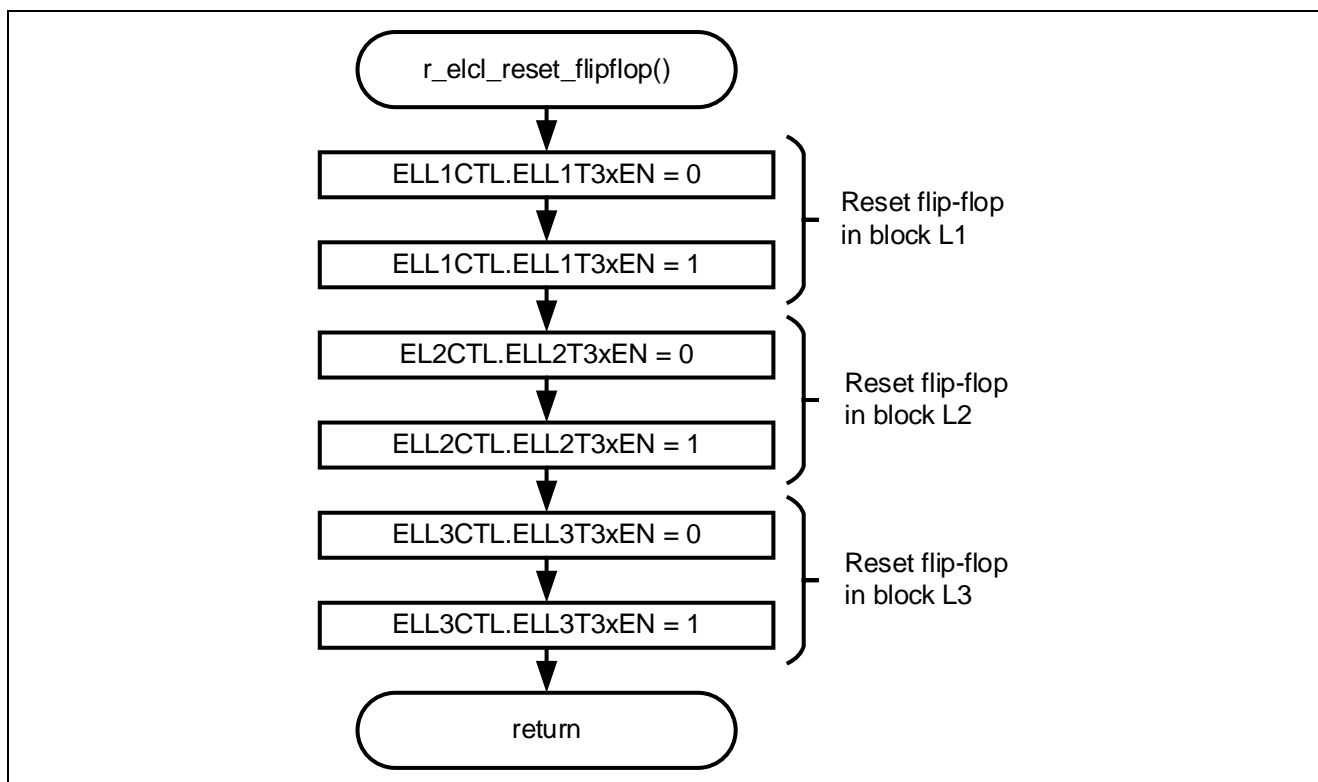 r_elcl_reset_flipflop()
ELL1CTL.ELL1T3xEN = 0
ELL1CTL.ELL1T3xEN = 1
Reset flip-flop
in block L1
EL2CTL.ELL2T3xEN = 0
ELL2CTL.ELL2T3xEN = 1
Reset flip-flop
in block L2
ELL3CTL.ELL3T3xEN = 0
ELL3CTL.ELL3T3xEN = 1
Reset flip-flop
in block L3
return